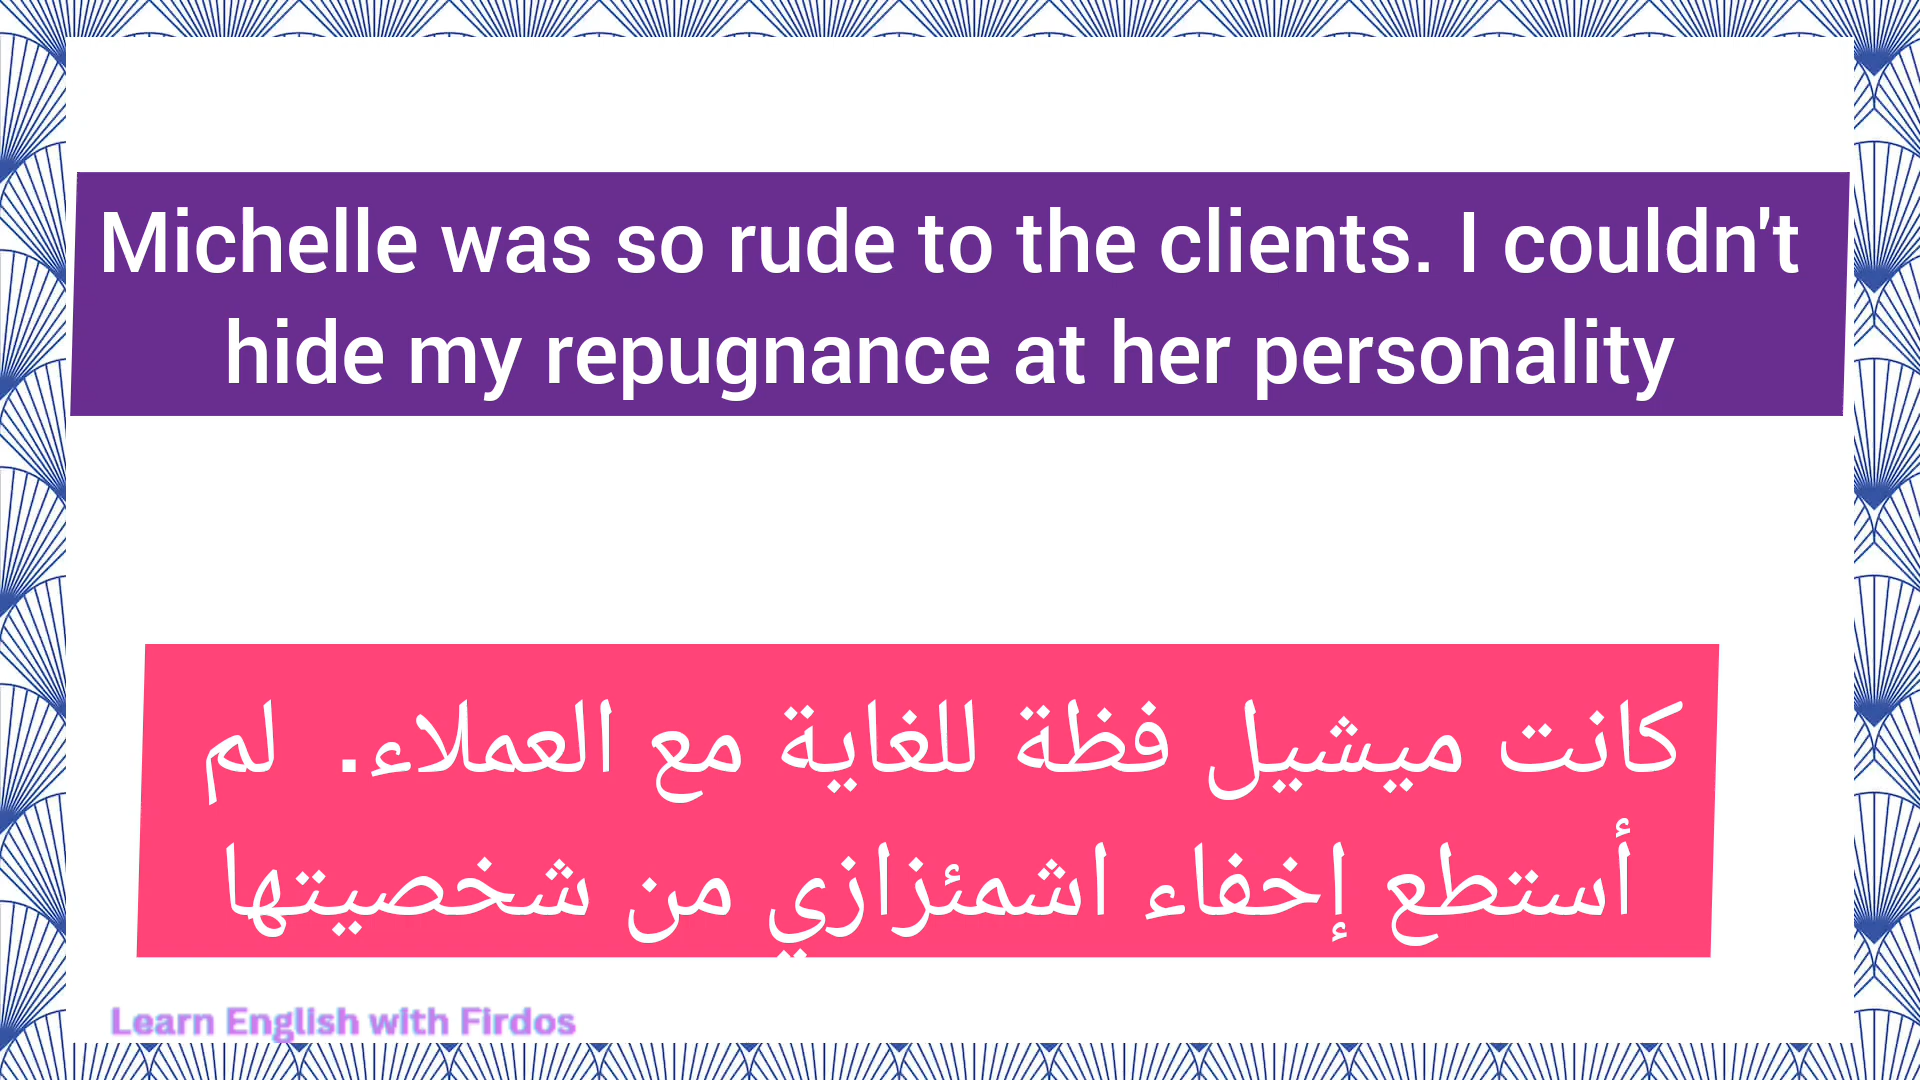 Michelle was so rude to the clients. I couldn't
hide my repugnance at her personality
كانت ميشيل فظة للغاية مع العملاء. لم
أستطع إخفاء اشمئزازي من شخصيتها
Learn English with Firdos